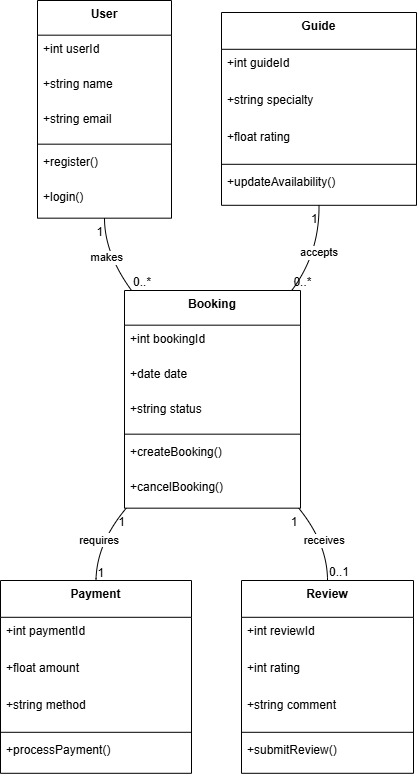 User
+int userId
+string name
+string email
+register()
+login()
Guide
+int guideId
+string specialty
+float rating
+updateAvailability()
1
makes
0..*
1
accepts
0..*
Booking
+int bookingId
+date date
+string status
+createBooking()
+cancelBooking()
1
requires
1
1
receives
0..1
Payment
+int paymentId
+float amount
+string method
+processPayment()
Review
+int reviewId
+int rating
+string comment
+submitReview()